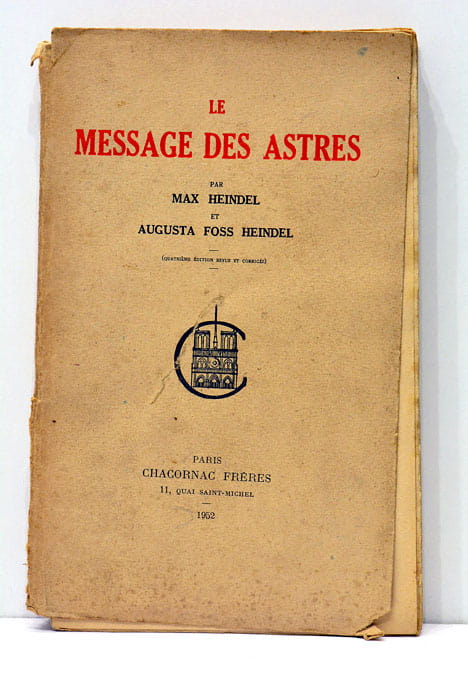 LE
MESSAGE DES ASTRES
PAR
MAX HEINDEL
ET
AUGUSTA FOSS HEINDEL
(QUATRIÈME ÉDITION REVUE ET CORRIGÉE)
PARIS
CHACORNAC FRÈRES
11, QUAI SAINT-MICHEL
1952